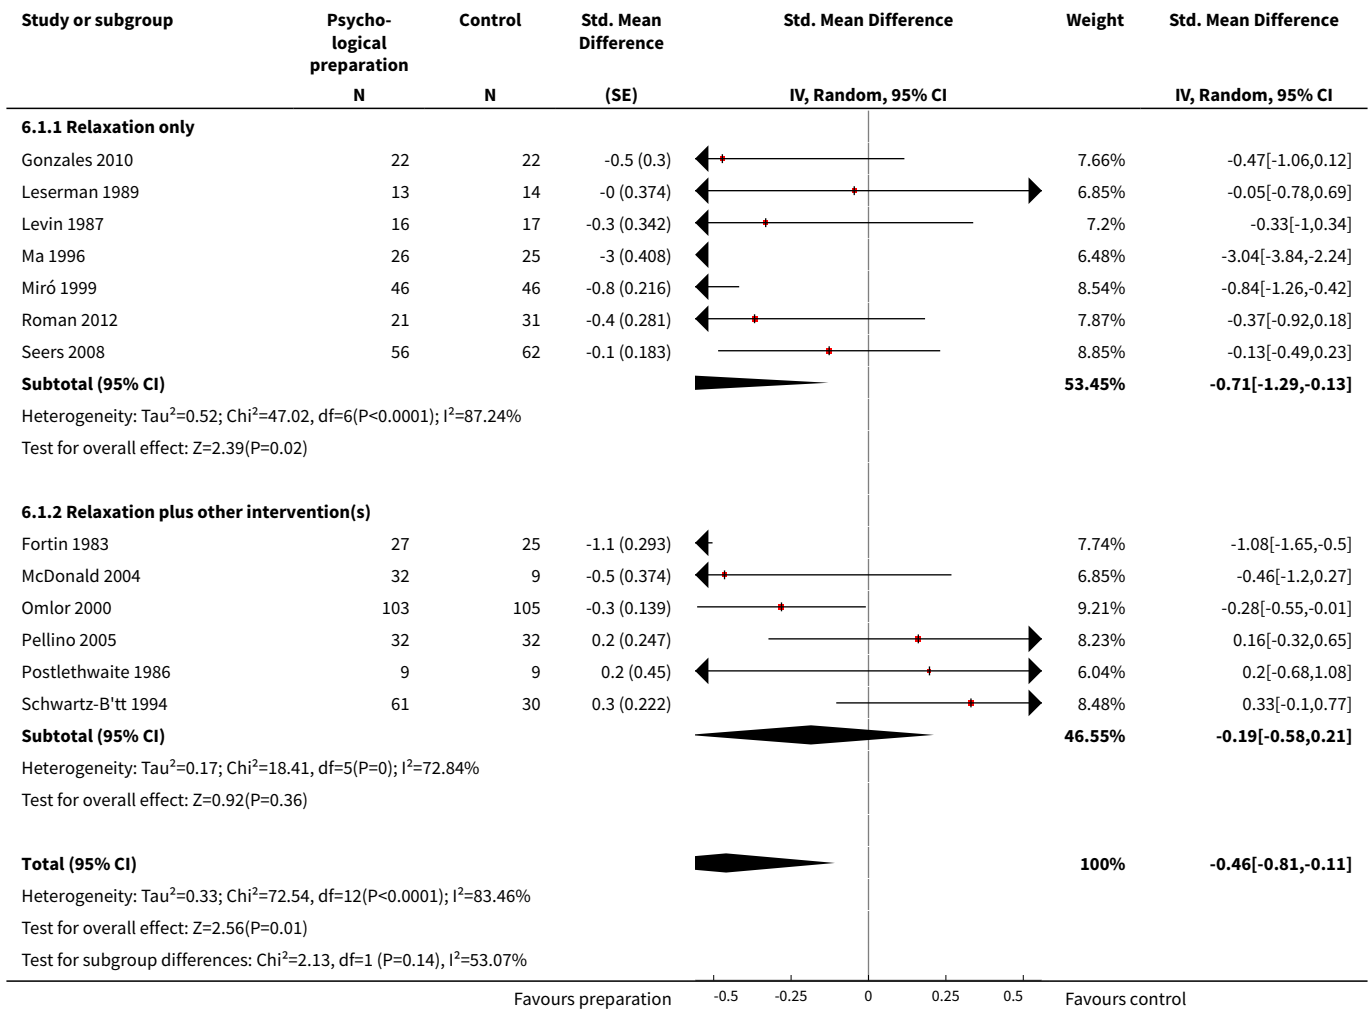 Study or subgroup Psycho- Control Std. Mean Std. Mean Difference Weight Std. Mean Difference
logical Difference
preparation
N N (SE) IV, Random, 95% CI IV, Random, 95% CI
6.1.1 Relaxation only
Gonzales 2010 22 22 -0.5 (0.3) 7.66% -0.47[-1.06,0.12]
Leserman 1989 13 14 -0 (0.374) 6.85% -0.05[-0.78,0.69]
Levin 1987 16 17 -0.3 (0.342) 7.2% -0.33[-1,0.34]
Ma 1996 26 25 -3 (0.408) 6.48% -3.04[-3.84,-2.24]
Miró 1999 46 46 -0.8 (0.216) 8.54% -0.84[-1.26,-0.42]
Roman 2012 21 31 -0.4 (0.281) 7.87% -0.37[-0.92,0.18]
Seers 2008 56 62 -0.1 (0.183) 8.85% -0.13[-0.49,0.23]
Subtotal (95% CI) 53.45% -0.71[-1.29,-0.13]
Heterogeneity: Tau²=0.52; Chi²=47.02, df=6(P<0.0001); I²=87.24%
Test for overall effect: Z=2.39(P=0.02)
6.1.2 Relaxation plus other intervention(s)
Fortin 1983 27 25 -1.1 (0.293) 7.74% -1.08[-1.65,-0.5]
McDonald 2004 32 9 -0.5 (0.374) 6.85% -0.46[-1.2,0.27]
Omlor 2000 103 105 -0.3 (0.139) 9.21% -0.28[-0.55,-0.01]
Pellino 2005 32 32 0.2 (0.247) 8.23% 0.16[-0.32,0.65]
Postlethwaite 1986 9 9 0.2 (0.45) 6.04% 0.2[-0.68,1.08]
Schwartz-B'tt 1994 61 30 0.3 (0.222) 8.48% 0.33[-0.1,0.77]
Subtotal (95% CI) 46.55% -0.19[-0.58,0.21]
Heterogeneity: Tau²=0.17; Chi²=18.41, df=5(P=0); I²=72.84%
Test for overall effect: Z=0.92(P=0.36)
Total (95% CI) 100% -0.46[-0.81,-0.11]
Heterogeneity: Tau²=0.33; Chi²=72.54, df=12(P<0.0001); I²=83.46%
Test for overall effect: Z=2.56(P=0.01)
Test for subgroup differences: Chi²=2.13, df=1 (P=0.14), I²=53.07%
Favours preparation -0.5 -0.25 0 0.25 0.5 Favours control